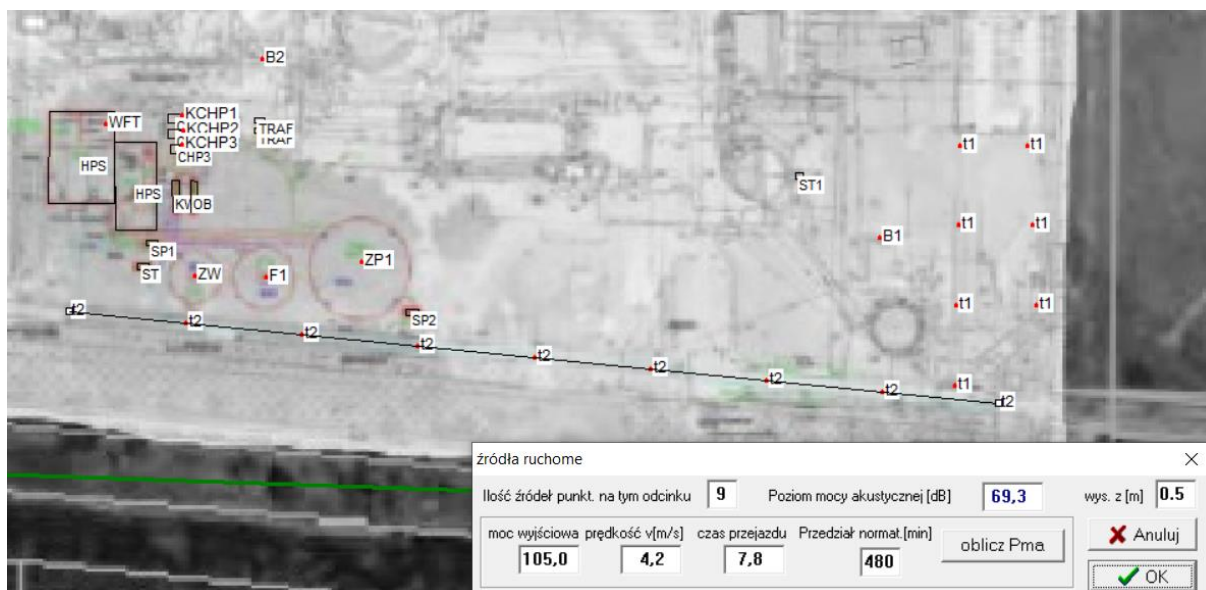 B2
KCHP1
WFT
KCHP2
TRAF
TRAF
KCHP3
CHP3
t1
t1
HPS
ST1
HPS
KW
OB
t1
t1
B1
SP1
ZP1
ST
ZW
F1
t1
t1
t2
SP2
t2
t2
t2
t2
t2
t2
t2
t1
t2
źródła ruchome
Ilość źródeł punkt. na tym odcinku 9 Poziom mocy akustycznej [dB] 69,3 wys. z [m] 0.5
moc wyjściowa prędkość v[m/s] czas przejazdu Przedział normat.[min] oblicz Pma Anuluj
105,0 4,2 7,8 480
OK